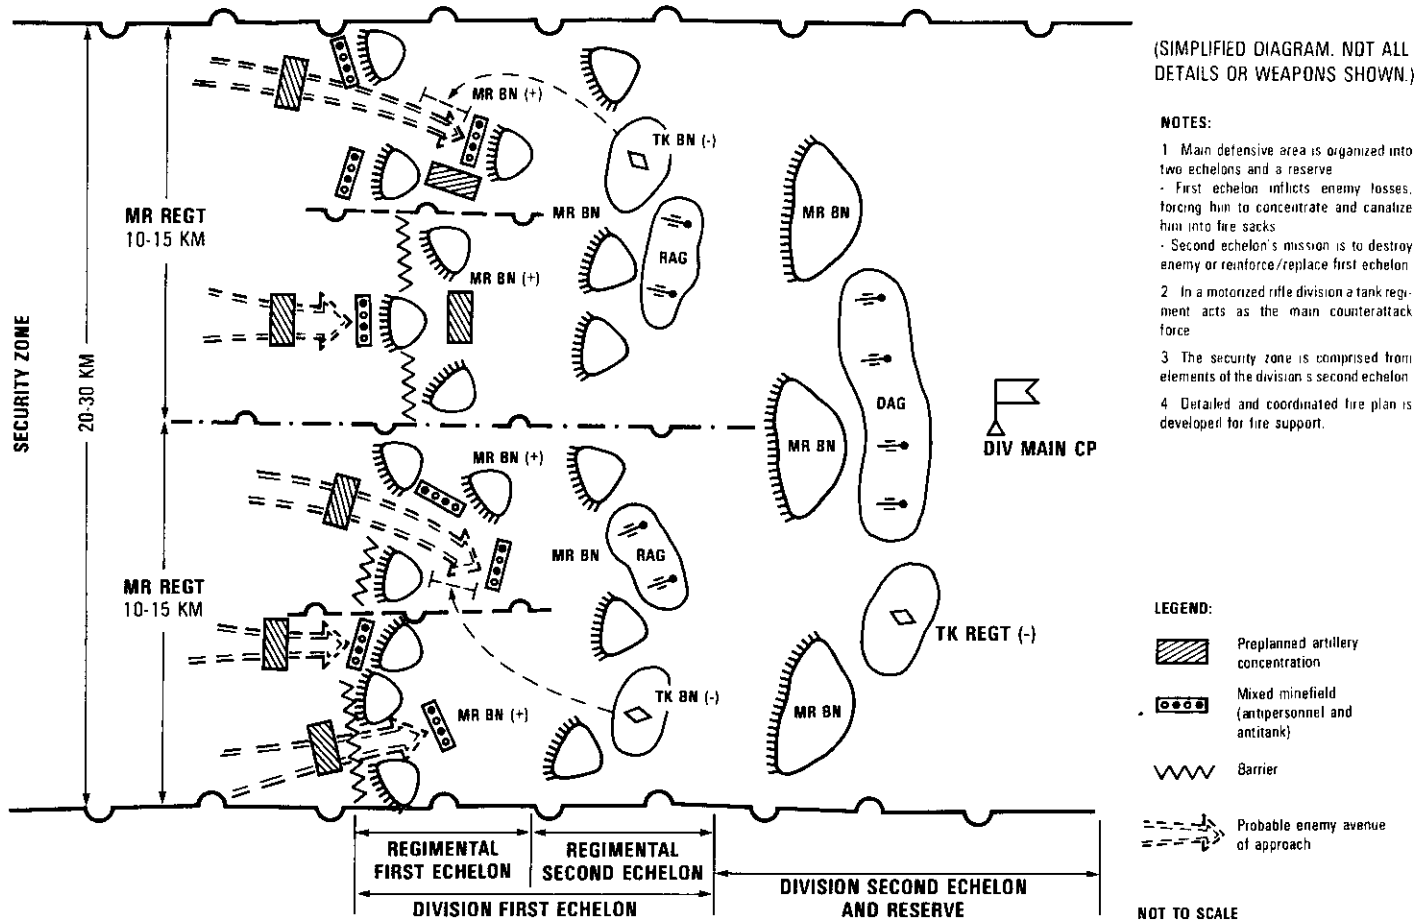 (SIMPLIFIED DIAGRAM. NOT ALL
DETAILS OR WEAPONS SHOWN.)
NOTES:
1 Main defensive area is organized into
two echelons and a reserve
- First echelon inflicts enemy losses,
forcing him to concentrate and canalize
him into fire sacks
- Second echelon's mission is to destroy
enemy or reinforce/replace first echelon
2 In a motorized rifle division a tank regi-
ment acts as the main counterattack
force
3 The security zone is comprised from
elements of the division s second echelon
4 Detailed and coordinated fire plan is
developed for fire support.
SECURITY ZONE
20-30 KM
MR REGT
10-15 KM
MR REGT
10-15 KM
MR BN (+)
TK BN (-)
MR BN
RAG
MR BN (+)
MR BN
DAG
MR BN
DIV MAIN CP
MR BN (+)
MR BN
RAG
TK REGT (-)
MR BN (+)
TK BN (-)
MR BN
LEGEND:
Preplanned artillery
concentration
Mixed minefield
(antipersonnel and
antitank)
Barrier
Probable enemy avenue
of approach
NOT TO SCALE
REGIMENTAL
FIRST ECHELON
REGIMENTAL
SECOND ECHELON
DIVISION FIRST ECHELON
DIVISION SECOND ECHELON
AND RESERVE